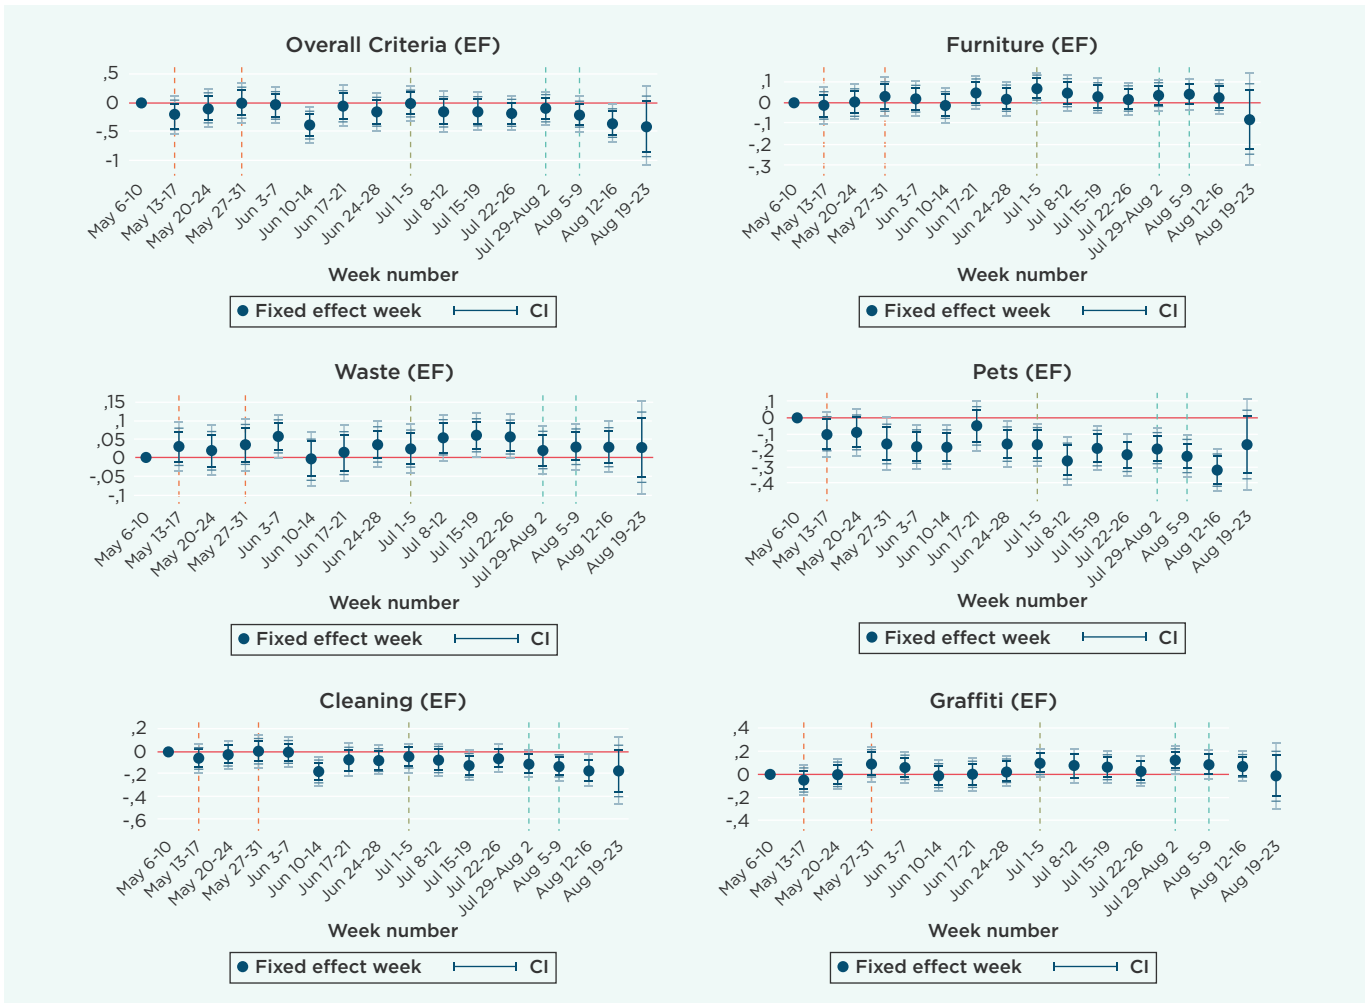 Overall Criteria (EF)
,5
0
-,5
-1
May 6-10
May 13-17
May 20-24
May 27-31
Jun 3-7
Jun 10-14
Jun 17-21
Jun 24-28
Jul 1-5
Jul 8-12
Jul 15-19
Jul 22-26
Jul 29-Aug 2
Aug 5-9
Aug 12-16
Aug 19-23
Week number
Fixed effect week CI
Furniture (EF)
,1
0
-,1
-,2
-,3
May 6-10
May 13-17
May 20-24
May 27-31
Jun 3-7
Jun 10-14
Jun 17-21
Jun 24-28
Jul 1-5
Jul 8-12
Jul 15-19
Jul 22-26
Jul 29-Aug 2
Aug 5-9
Aug 12-16
Aug 19-23
Week number
Fixed effect week CI
Waste (EF)
,15
,1
,05
0
-,05
-,1
May 6-10
May 13-17
May 20-24
May 27-31
Jun 3-7
Jun 10-14
Jun 17-21
Jun 24-28
Jul 1-5
Jul 8-12
Jul 15-19
Jul 22-26
Jul 29-Aug 2
Aug 5-9
Aug 12-16
Aug 19-23
Week number
Fixed effect week CI
Pets (EF)
,1
0
-,1
-,2
-,3
-,4
May 6-10
May 13-17
May 20-24
May 27-31
Jun 3-7
Jun 10-14
Jun 17-21
Jun 24-28
Jul 1-5
Jul 8-12
Jul 15-19
Jul 22-26
Jul 29-Aug 2
Aug 5-9
Aug 12-16
Aug 19-23
Week number
Fixed effect week CI
Cleaning (EF)
,2
0
-,2
-,4
-,6
May 6-10
May 13-17
May 20-24
May 27-31
Jun 3-7
Jun 10-14
Jun 17-21
Jun 24-28
Jul 1-5
Jul 8-12
Jul 15-19
Jul 22-26
Jul 29-Aug 2
Aug 5-9
Aug 12-16
Aug 19-23
Week number
Fixed effect week CI
Graffiti (EF)
,4
,2
0
-,2
-,4
May 6-10
May 13-17
May 20-24
May 27-31
Jun 3-7
Jun 10-14
Jun 17-21
Jun 24-28
Jul 1-5
Jul 8-12
Jul 15-19
Jul 22-26
Jul 29-Aug 2
Aug 5-9
Aug 12-16
Aug 19-23
Week number
Fixed effect week CI